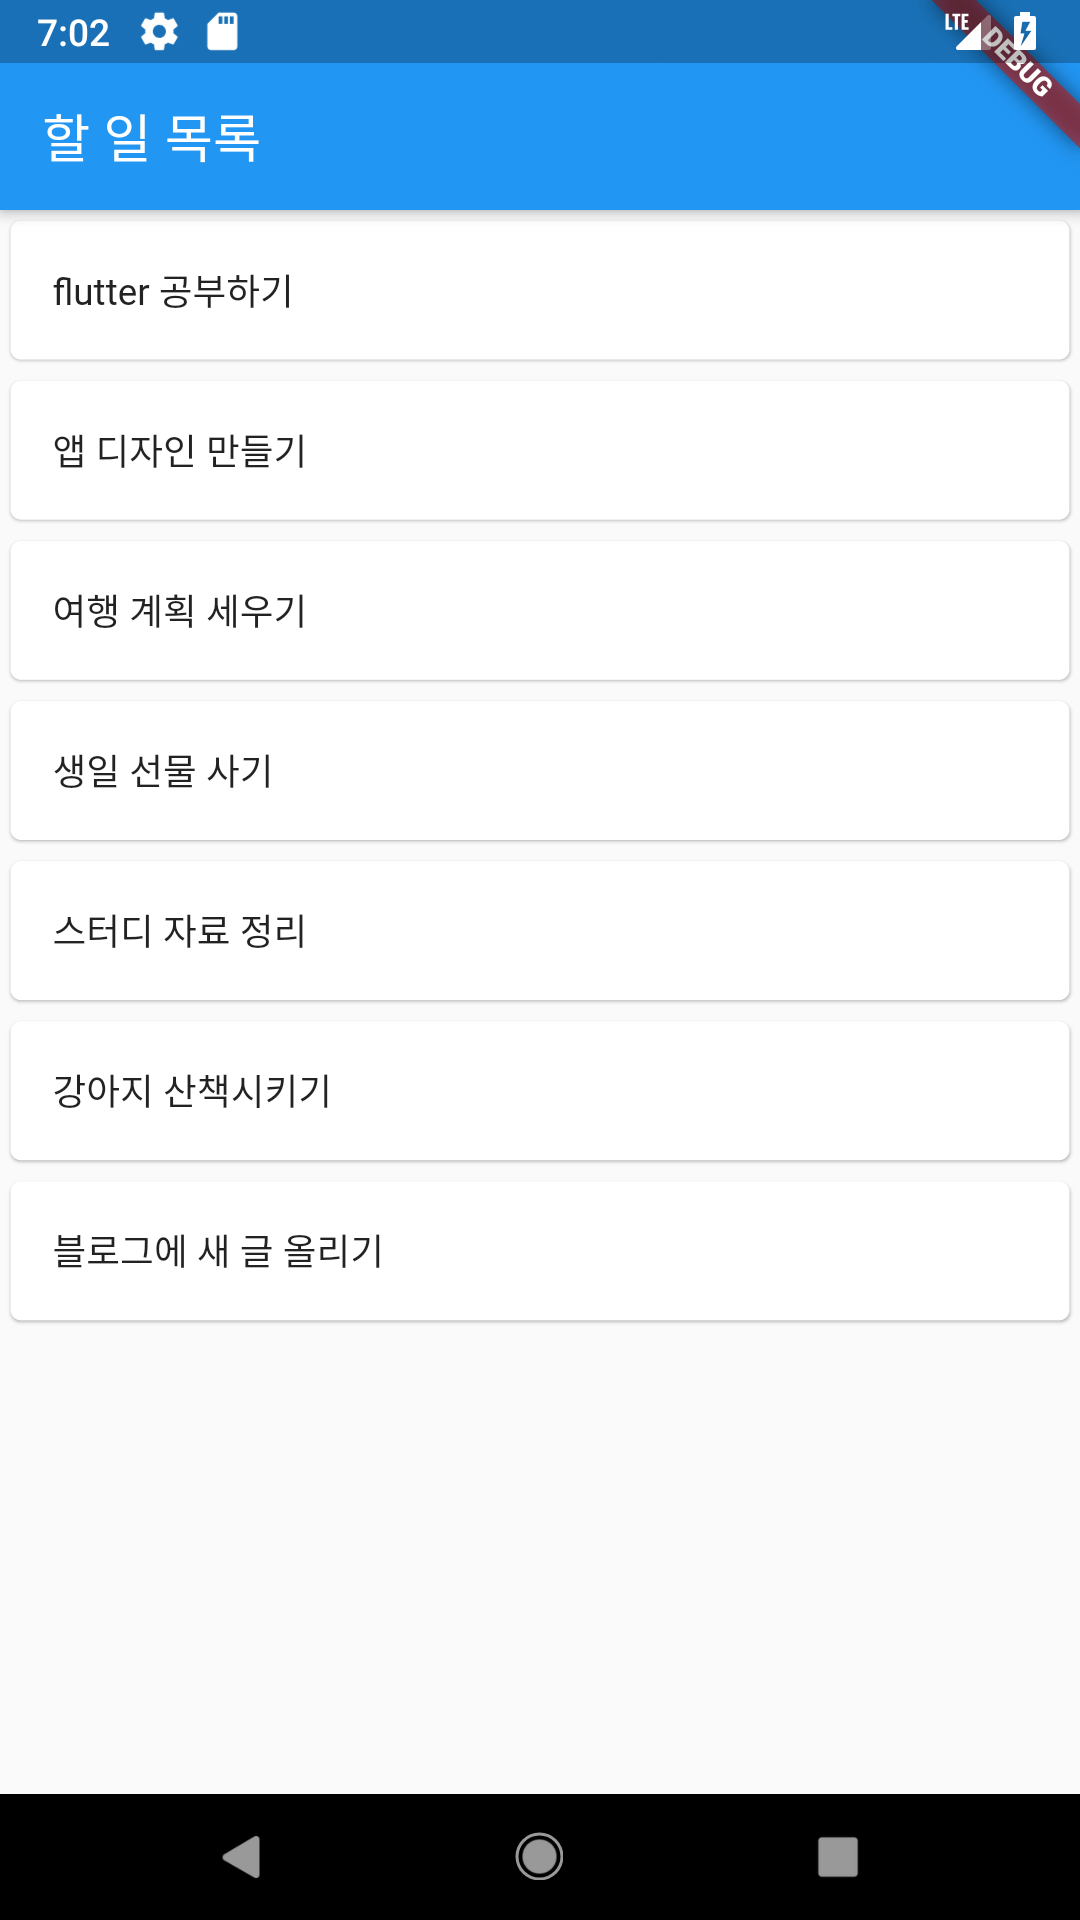 7:02
LTE
DEBUG
할 일 목록
flutter 공부하기
앱 디자인 만들기
여행 계획 세우기
생일 선물 사기
스터디 자료 정리
강아지 산책시키기
블로그에 새 글 올리기